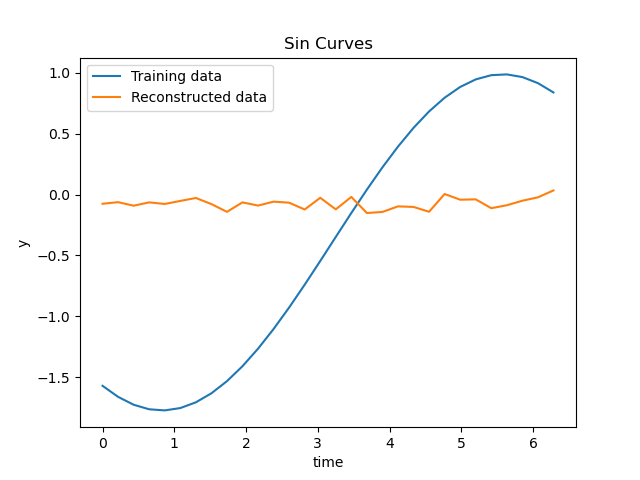 Sin Curves
Training data
Reconstructed data
1.0
0.5
0.0
−0.5
−1.0
−1.5
y
0 1 2 3 4 5 6
time